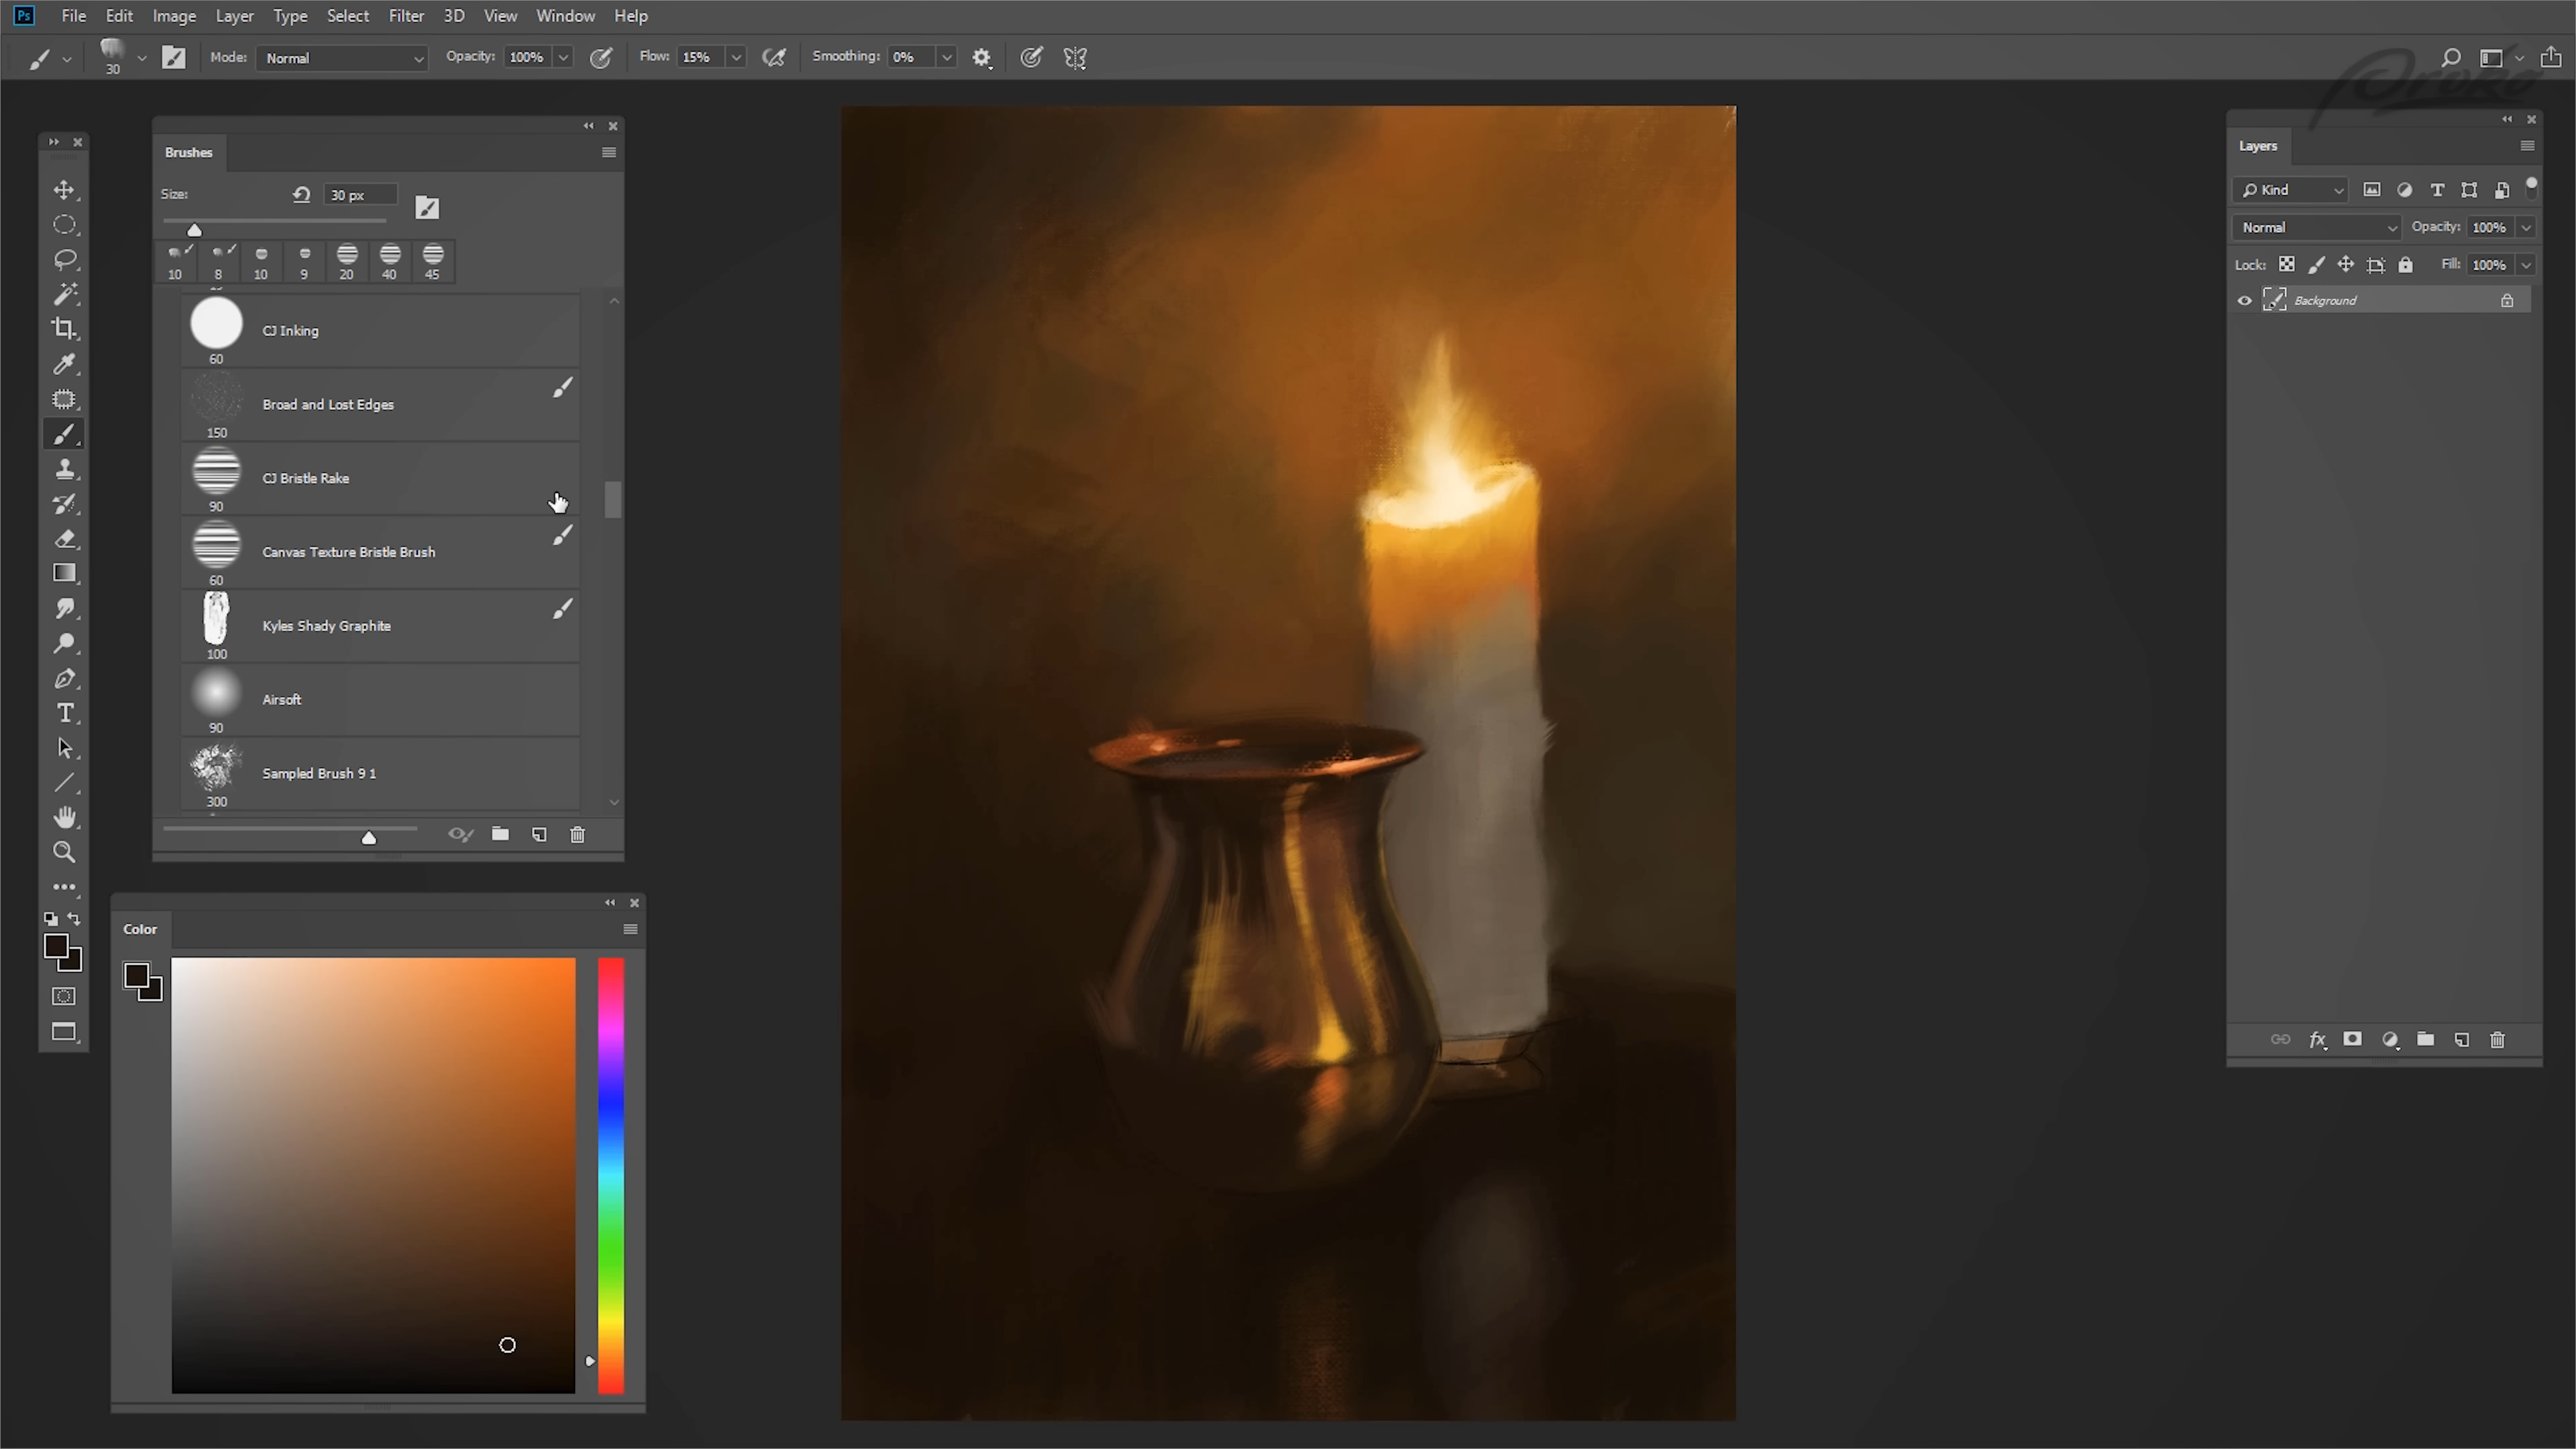 Ps File Edit Image Layer Type Select Filter 3D View Window Help
30 Mode: Normal Opacity: 100% Flow: 15% Smoothing: 0%
Proko
Brushes
Size: 30 px
10 8 10 9 20 40 45
CJ Inking
60
Broad and Lost Edges
150
CJ Bristle Rake
90
Canvas Texture Bristle Brush
60
Kyles Shady Graphite
100
Airsoft
90
Sampled Brush 9 1
300
Color
Layers
Kind
Normal Opacity: 100%
Lock: Fill: 100%
Background